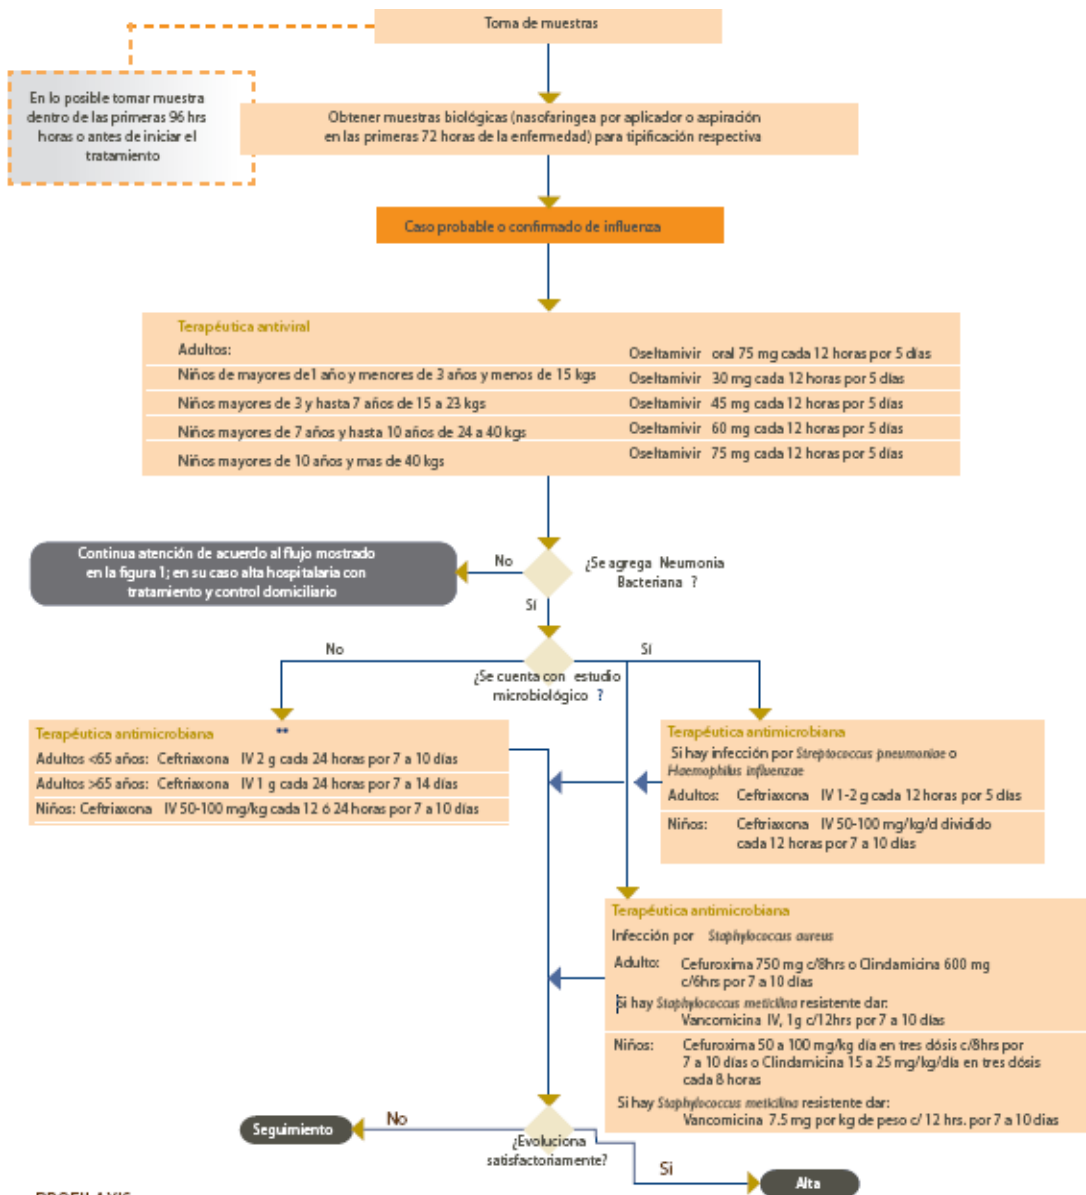 Toma de muestras
En lo posible tomar muestra
dentro de las primeras 96 hrs
horas o antes de iniciar el
tratamiento
Obtener muestras biológicas (nasofaringea por aplicador o aspiración
en las primeras 72 horas de la enfermedad) para tipificación respectiva
Caso probable o confirmado de influenza
Terapéutica antiviral
Adultos: Oseltamivir oral 75 mg cada 12 horas por 5 días
Niños de mayores de1 año y menores de 3 años y menos de 15 kgs Oseltamivir 30 mg cada 12 horas por 5 días
Niños mayores de 3 y hasta 7 años de 15 a 23 kgs Oseltamivir 45 mg cada 12 horas por 5 días
Niños mayores de 7 años y hasta 10 años de 24 a 40 kgs Oseltamivir 60 mg cada 12 horas por 5 días
Niños mayores de 10 años y mas de 40 kgs Oseltamivir 75 mg cada 12 horas por 5 días
Continua atención de acuerdo al flujo mostrado
en la figura 1; en su caso alta hospitalaria con
tratamiento y control domiciliario
No
¿Se agrega Neumonia
Bacteriana ?
Sí
No
Sí
¿Se cuenta con estudio
microbiológico ?
Terapéutica antimicrobiana **
Adultos <65 años: Ceftriaxona IV 2 g cada 24 horas por 7 a 10 días
Adultos >65 años: Ceftriaxona IV 1 g cada 24 horas por 7 a 14 días
Niños: Ceftriaxona IV 50-100 mg/kg cada 12 ó 24 horas por 7 a 10 días
Terapéutica antimicrobiana
Si hay infección por Streptococcus pneumoniae o
Haemophilus influenzae
Adultos: Ceftriaxona IV 1-2 g cada 12 horas por 5 días
Niños: Ceftriaxona IV 50-100 mg/kg/d dividido
cada 12 horas por 7 a 10 días
Terapéutica antimicrobiana
Infección por Staphylococcus aureus
Adulto: Cefuroxima 750 mg c/8hrs o Clindamicina 600 mg
c/6hrs por 7 a 10 días
Si hay Staphylococcus meticilina resistente dar:
Vancomicina IV, 1g c/12hrs por 7 a 10 días
Niños: Cefuroxima 50 a 100 mg/kg día en tres dósis c/8hrs por
7 a 10 días o Clindamicina 15 a 25 mg/kg/día en tres dósis
cada 8 horas
Si hay Staphylococcus meticilina resistente dar:
Vancomicina 7.5 mg por kg de peso c/ 12 hrs. por 7 a 10 días
Seguimiento
No
¿Evoluciona
satisfactoriamente?
Si
Alta